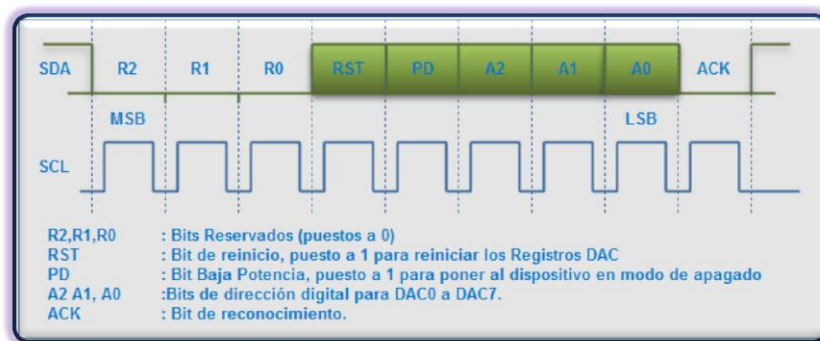 SDA R2 R1 R0 RST PD A2 A1 A0 ACK
MSB LSB
SCL
R2,R1,R0 : Bits Reservados (puestos a 0)
RST : Bit de reinicio, puesto a 1 para reiniciar los Registros DAC
PD : Bit Baja Potencia, puesto a 1 para poner al dispositivo en modo de apagado
A2 A1, A0 :Bits de dirección digital para DAC0 a DAC7.
ACK : Bit de reconocimiento.